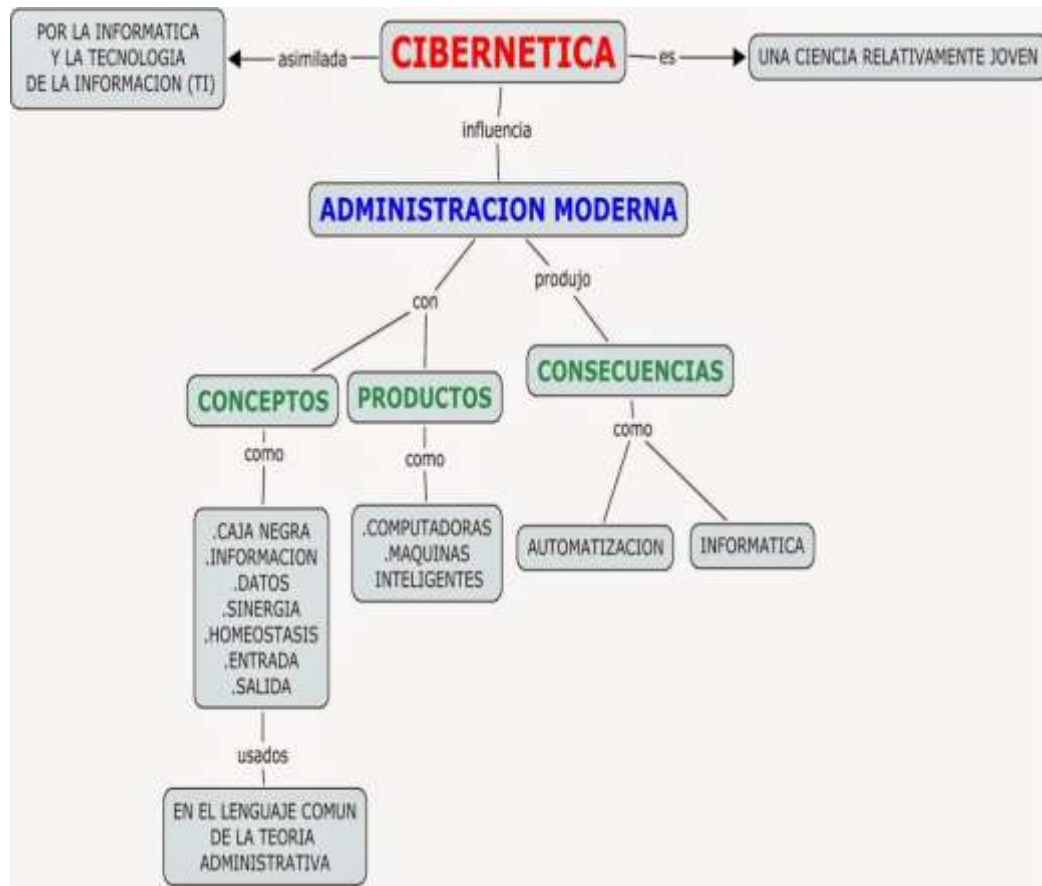 POR LA INFORMATICA
Y LA TECNOLOGIA
DE LA INFORMACION (TI)
asimilada
CIBERNETICA
es
UNA CIENCIA RELATIVAMENTE JOVEN
influencia
ADMINISTRACION MODERNA
con
produjo
CONCEPTOS
PRODUCTOS
CONSECUENCIAS
como
como
como
.CAJA NEGRA
.INFORMACION
.DATOS
.SINERGIA
.HOMEOSTASIS
.ENTRADA
.SALIDA
.COMPUTADORAS
.MAQUINAS
INTELIGENTES
AUTOMATIZACION
INFORMATICA
usados
EN EL LENGUAJE COMUN
DE LA TEORIA
ADMINISTRATIVA